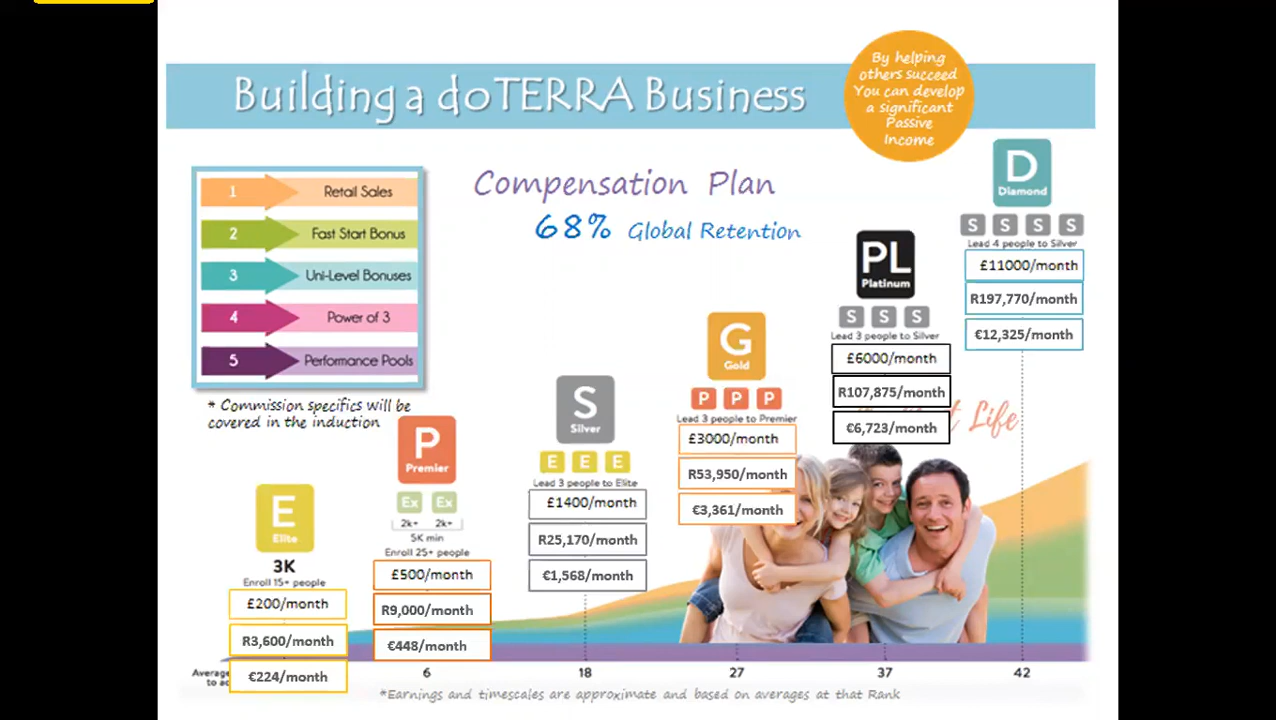 Building a doTERRA Business
By helping
others succeed
You can develop
a significant
Passive
Income
Compensation Plan
68% Global Retention
1 Retail Sales
2 Fast Start Bonus
3 Uni-Level Bonuses
4 Power of 3
5 Performance Pools
* Commission specifics will be
covered in the induction
E
Elite
3K
Enroll 15+ people
£200/month
R3,600/month
€224/month
P
Premier
Ex Ex
2k+ 2k+
5K min
Enroll 25+ people
£500/month
R9,000/month
€448/month
S
Silver
E E E
Lead 3 people to Elite
£1400/month
R25,170/month
€1,568/month
G
Gold
P P P
Lead 3 people to Premier
£3000/month
R53,950/month
€3,361/month
PL
Platinum
S S S
Lead 3 people to Silver
£6000/month
R107,875/month
€6,723/month
D
Diamond
S S S S
Lead 4 people to Silver
£11000/month
R197,770/month
€12,325/month
Life
Average
to
6 18 27 37 42
*Earnings and timescales are approximate and based on averages at that Rank